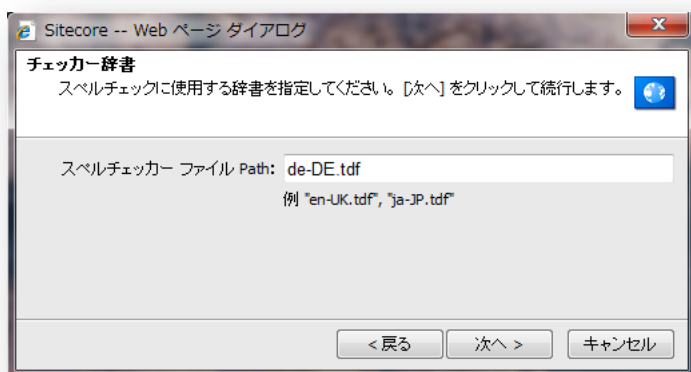 Sitecore -- Web ページ ダイアログ
チェッカー辞書
スペルチェックに使用する辞書を指定してください。[次へ] をクリックして続行します。
スペルチェッカー ファイル Path: de-DE.tdf
例 "en-UK.tdf", "ja-JP.tdf"
< 戻る 次へ > キャンセル